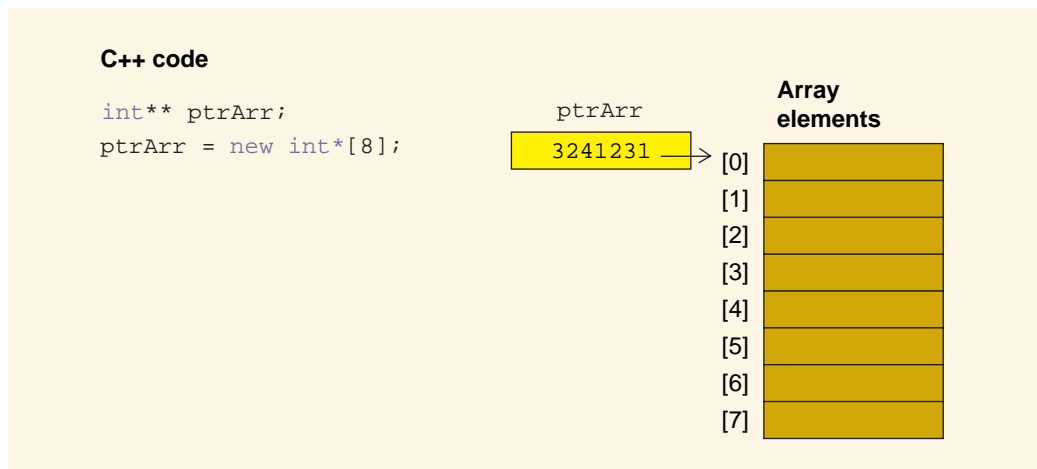 C++ code
int** ptrArr;
ptrArr = new int*[8];
ptrArr
3241231
Array
elements
[0]
[1]
[2]
[3]
[4]
[5]
[6]
[7]